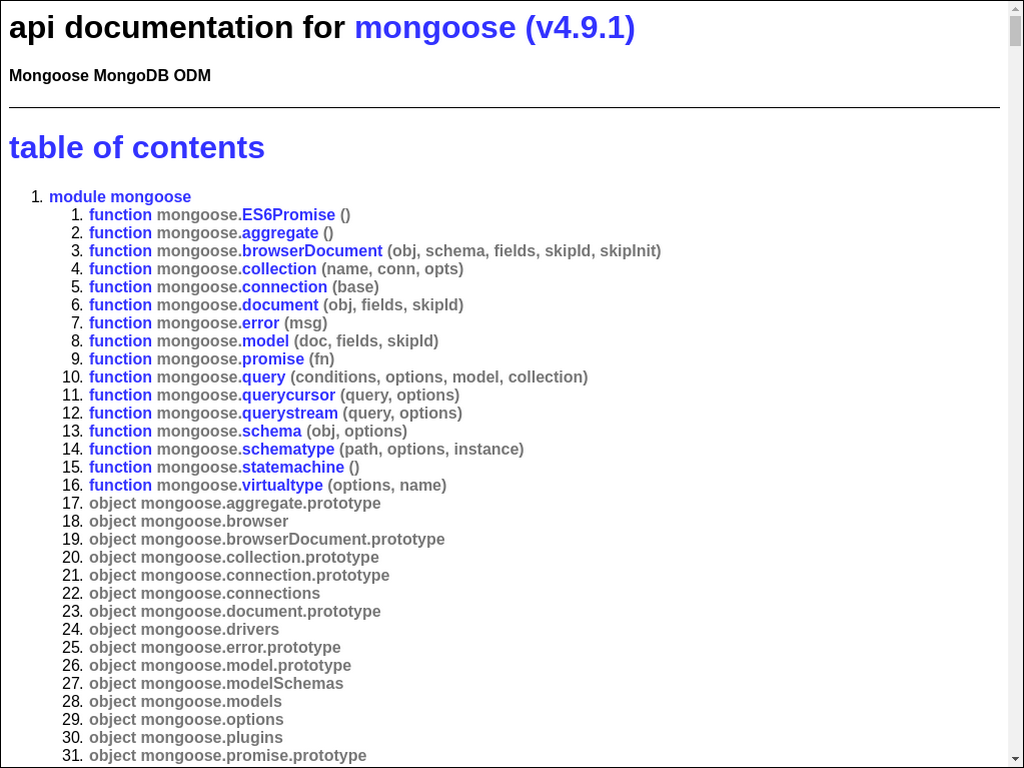 api documentation for mongoose (v4.9.1)
Mongoose MongoDB ODM
table of contents
1. module mongoose
1. function mongoose.ES6Promise ()
2. function mongoose.aggregate ()
3. function mongoose.browserDocument (obj, schema, fields, skipId, skipInit)
4. function mongoose.collection (name, conn, opts)
5. function mongoose.connection (base)
6. function mongoose.document (obj, fields, skipId)
7. function mongoose.error (msg)
8. function mongoose.model (doc, fields, skipId)
9. function mongoose.promise (fn)
10. function mongoose.query (conditions, options, model, collection)
11. function mongoose.querycursor (query, options)
12. function mongoose.querystream (query, options)
13. function mongoose.schema (obj, options)
14. function mongoose.schematype (path, options, instance)
15. function mongoose.statemachine ()
16. function mongoose.virtualtype (options, name)
17. object mongoose.aggregate.prototype
18. object mongoose.browser
19. object mongoose.browserDocument.prototype
20. object mongoose.collection.prototype
21. object mongoose.connection.prototype
22. object mongoose.connections
23. object mongoose.document.prototype
24. object mongoose.drivers
25. object mongoose.error.prototype
26. object mongoose.model.prototype
27. object mongoose.modelSchemas
28. object mongoose.models
29. object mongoose.options
30. object mongoose.plugins
31. object mongoose.promise.prototype